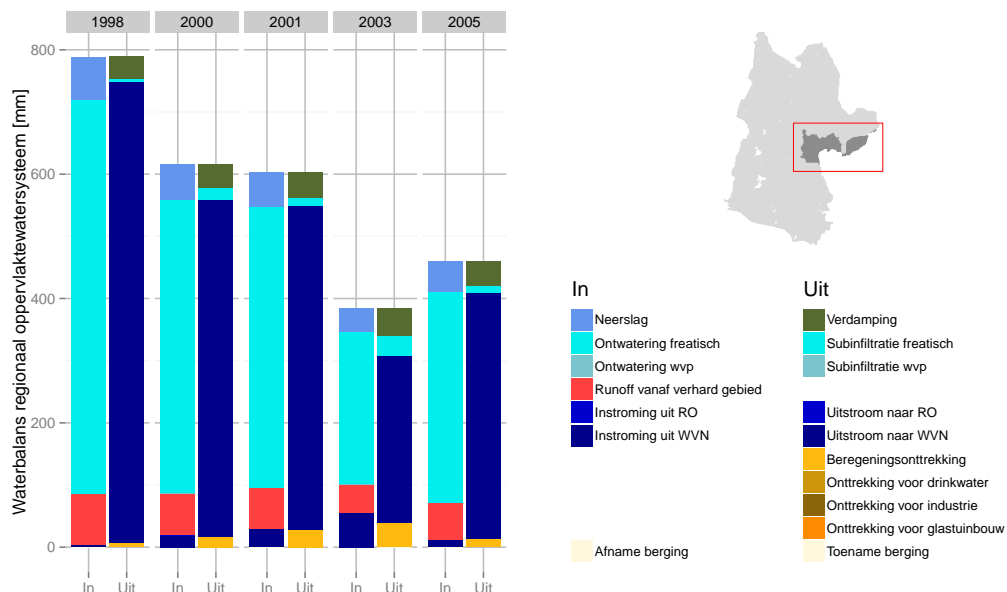 1998 2000 2001 2003 2005
Waterbalans regionaal oppervlaktewatersysteem [mm]
800
600
400
200
0
In Uit In Uit In Uit In Uit In Uit
In
Neerslag
Ontwatering freatisch
Ontwatering wvp
Runoff vanaf verhard gebied
Instroming uit RO
Instroming uit WVN
Afname berging
Uit
Verdamping
Subinfiltratie freatisch
Subinfiltratie wvp
Uitstroom naar RO
Uitstroom naar WVN
Beregeningsonttrekking
Onttrekking voor drinkwater
Onttrekking voor industrie
Onttrekking voor glastuinbouw
Toename berging